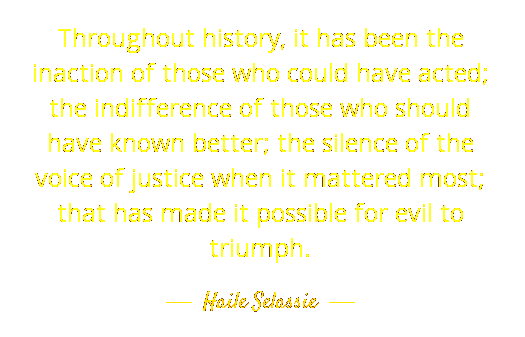 Throughout history, it has been the
inaction of those who could have acted;
the indifference of those who should
have known better; the silence of the
voice of justice when it mattered most;
that has made it possible for evil to
triumph.
— Haile Selassie —